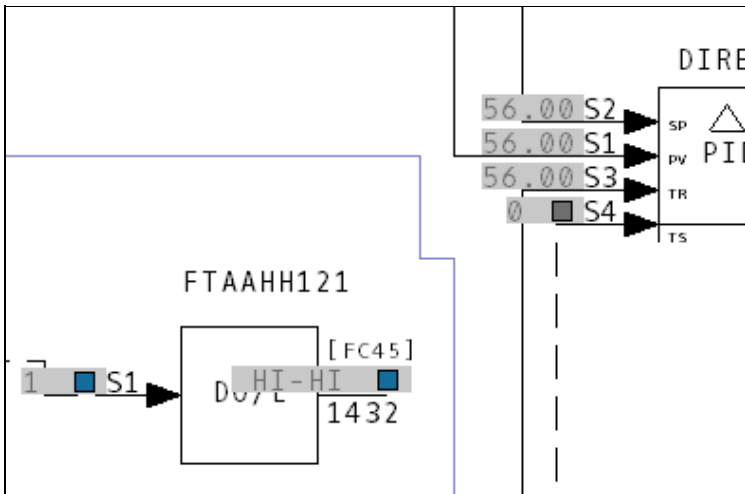 DIRE
56.00 S2
SP
56.00 S1
PV PI
56.00 S3
TR
0 S4
TS
FTAAHH121
[FC45]
1 S1
HI-HI
1432